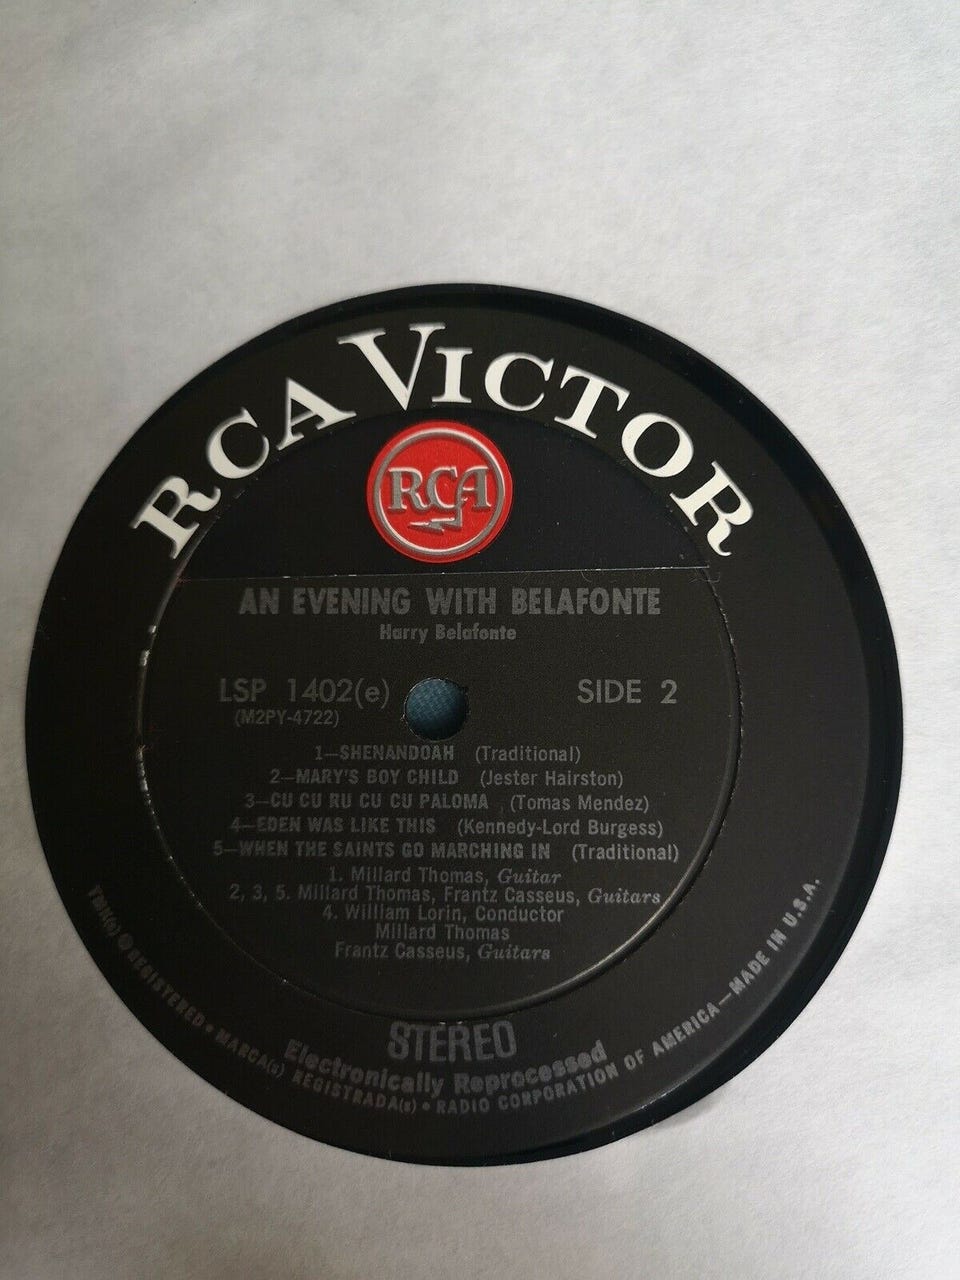 RCA VICTOR
RCA
AN EVENING WITH BELAFONTE
Harry Belafonte
LSP 1402(e) SIDE 2
(M2PY-4722)
1—SHENANDOAH (Traditional)
2—MARY'S BOY CHILD (Jester Hairston)
3—CU CU RU CU CU PALOMA (Tomas Mendez)
4—EDEN WAS LIKE THIS (Kennedy-Lord Burgess)
5—WHEN THE SAINTS GO MARCHING IN (Traditional)
1. Millard Thomas, Guitar
2, 3, 5. Millard Thomas, Frantz Casseus, Guitars
4. William Lorin, Conductor
Millard Thomas
Frantz Casseus, Guitars
STEREO
Electronically Reprocessed
TMK(s) ® REGISTERED • MARCA(s) REGISTRADA(s) • RADIO CORPORATION OF AMERICA—MADE IN U.S.A.